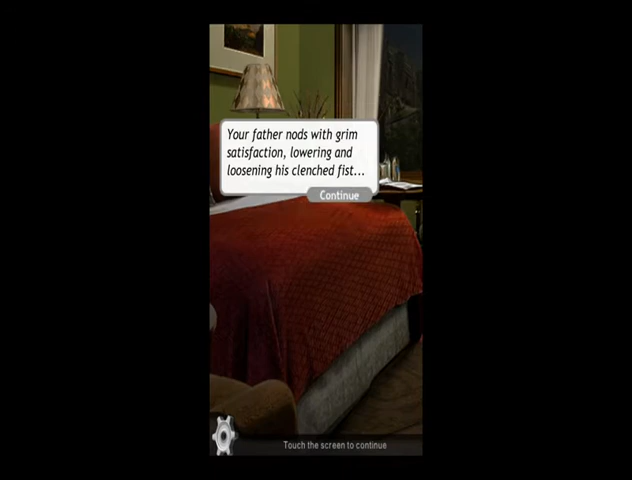 Your father nods with grim
satisfaction, lowering and
loosening his clenched fist...
Continue
Touch the screen to continue